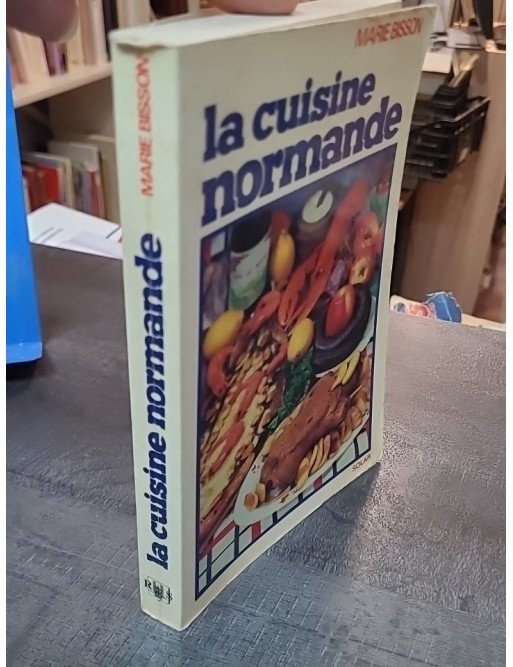 MARIE BISSON
la cuisine
normande
SOLAR
MARIE BISSON
la cuisine normande